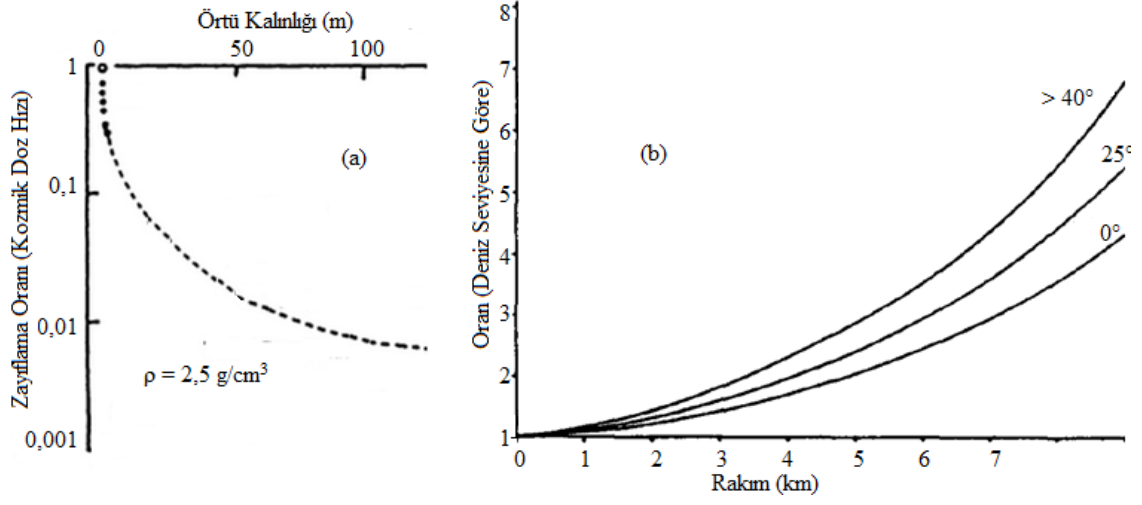 Örtü Kalınlığı (m)
0 50 100
Zayıflama Oranı (Kozmik Doz Hızı)
1
0,1
0,01
0,001
(a)
ρ = 2,5 g/cm³
Oran (Deniz Seviyesine Göre)
8
7
6
5
4
3
2
1
(b)
> 40°
25°
0°
0 1 2 3 4 5 6 7
Rakım (km)